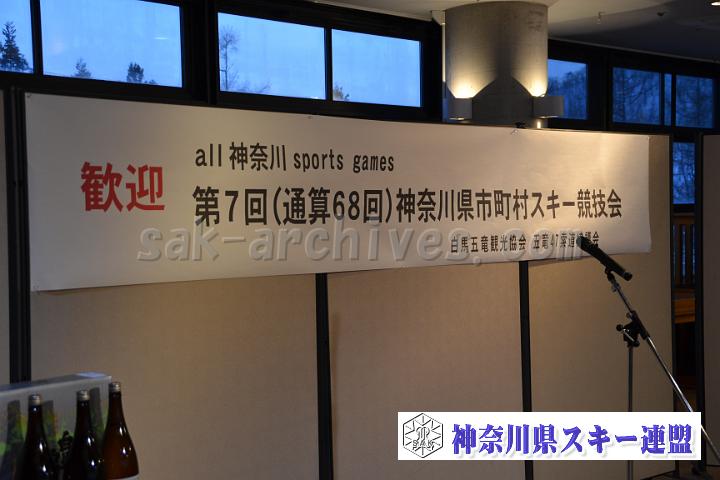 歓迎
all 神奈川 sports games
第7回(通算68回)神奈川県市町村スキー競技会
白馬五竜観光協会
sak-archives.com
神奈川県スキー連盟